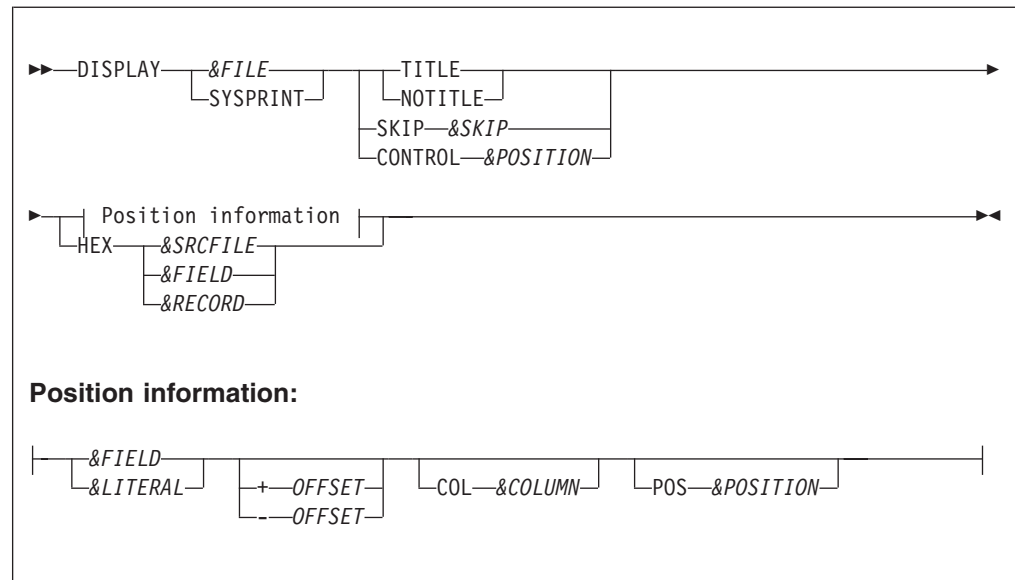 DISPLAY &FILE TITLE
SYSPRINT NOTITLE
SKIP &SKIP
CONTROL &POSITION
Position information
HEX &SRCFILE
&FIELD
&RECORD
Position information:
&FIELD
&LITERAL + OFFSET COL &COLUMN POS &POSITION
- OFFSET